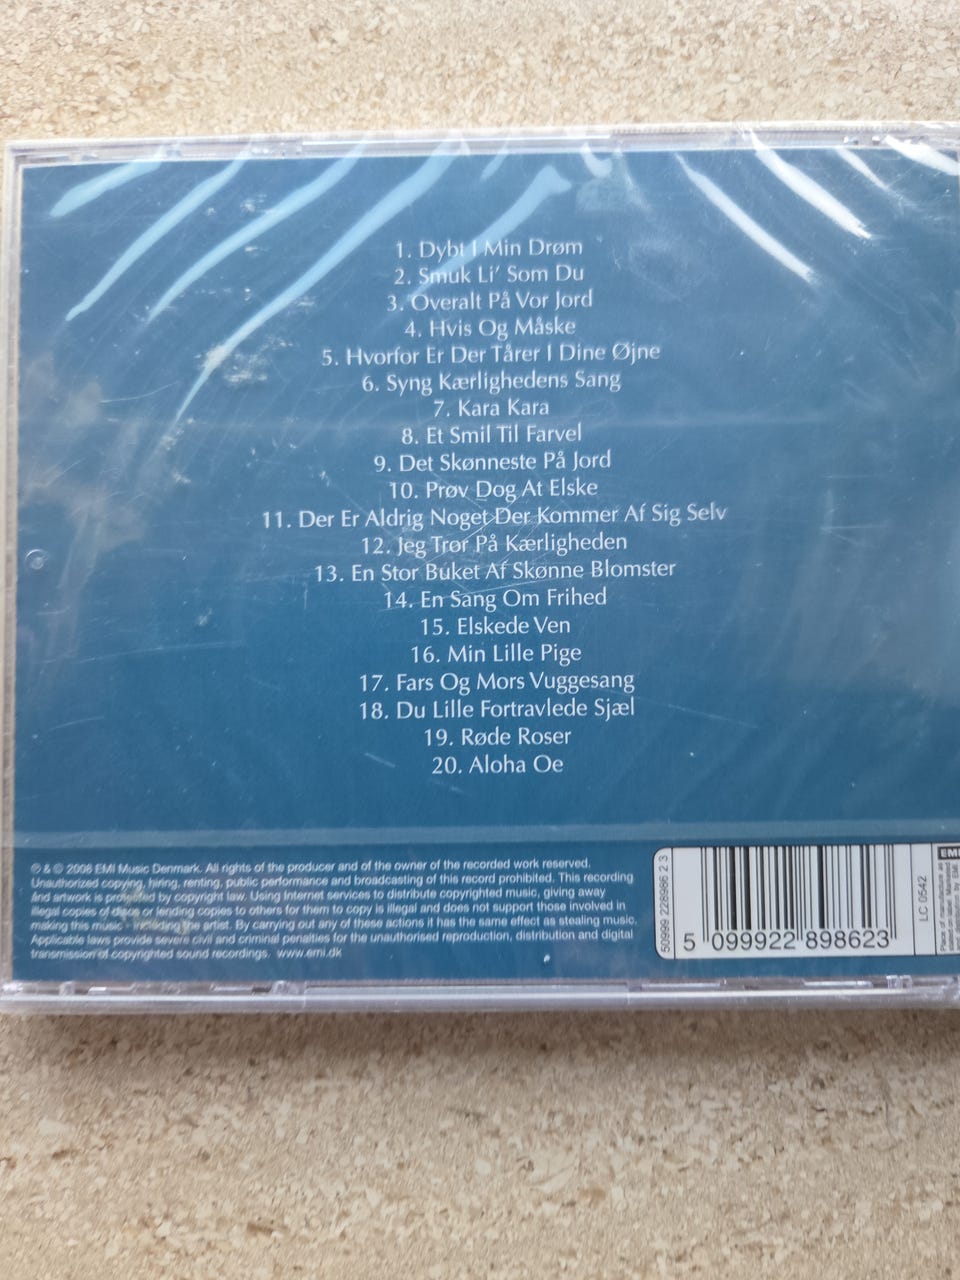 1. Dybt I Min Drøm
2. Smuk Li' Som Du
3. Overalt På Vor Jord
4. Hvis Og Måske
5. Hvorfor Er Der Tårer I Dine Øjne
6. Syng Kærlighedens Sang
7. Kara Kara
8. Et Smil Til Farvel
9. Det Skønneste På Jord
10. Prøv Dog At Elske
11. Der Er Aldrig Noget Der Kommer Af Sig Selv
12. Jeg Tror På Kærligheden
13. En Stor Buket Af Skønne Blomster
14. En Sang Om Frihed
15. Elskede Ven
16. Min Lille Pige
17. Fars Og Mors Vuggesang
18. Du Lille Fortravlede Sjæl
19. Røde Roser
20. Aloha Oe
℗ & © 2008 EMI Music Denmark. All rights of the producer and of the owner of the recorded work reserved.
Unauthorized copying, hiring, renting, public performance and broadcasting of this record prohibited. This recording
and artwork is protected by copyright law. Using Internet services to distribute copyrighted music, giving away
illegal copies of discs or lending copies to others for them to copy is illegal and does not support those involved in
making this music - including the artist. By carrying out any of these actions it has the same effect as stealing music.
Applicable laws provide severe civil and criminal penalties for the unauthorised reproduction, distribution and digital
transmission of copyrighted sound recordings. www.emi.dk
50999 228986 2 3
5 099922 898623
LC 0542
EMI